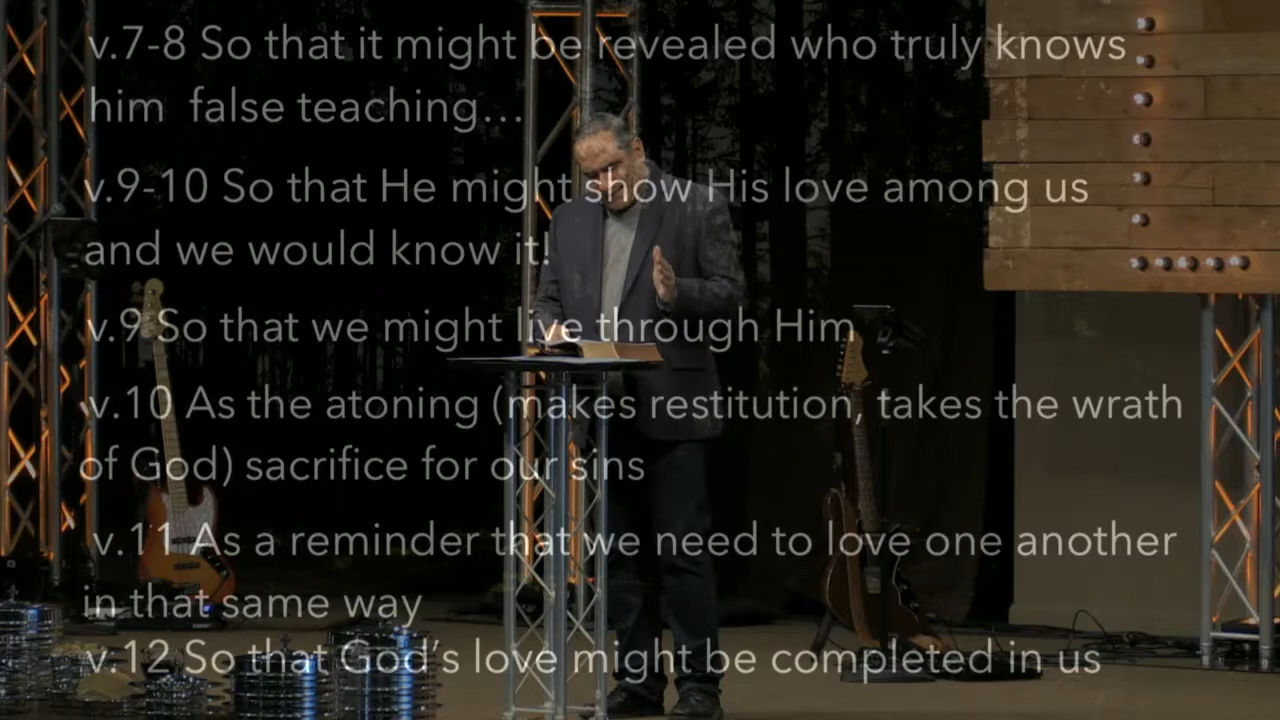 v.7-8 So that it might be revealed who truly knows
him false teaching…
v.9-10 So that He might show His love among us
and we would know it!
v.9 So that we might live through Him
v.10 As the atoning (makes restitution, takes the wrath
of God) sacrifice for our sins
v.11 As a reminder that we need to love one another
in that same way
v.12 So that God's love might be completed in us